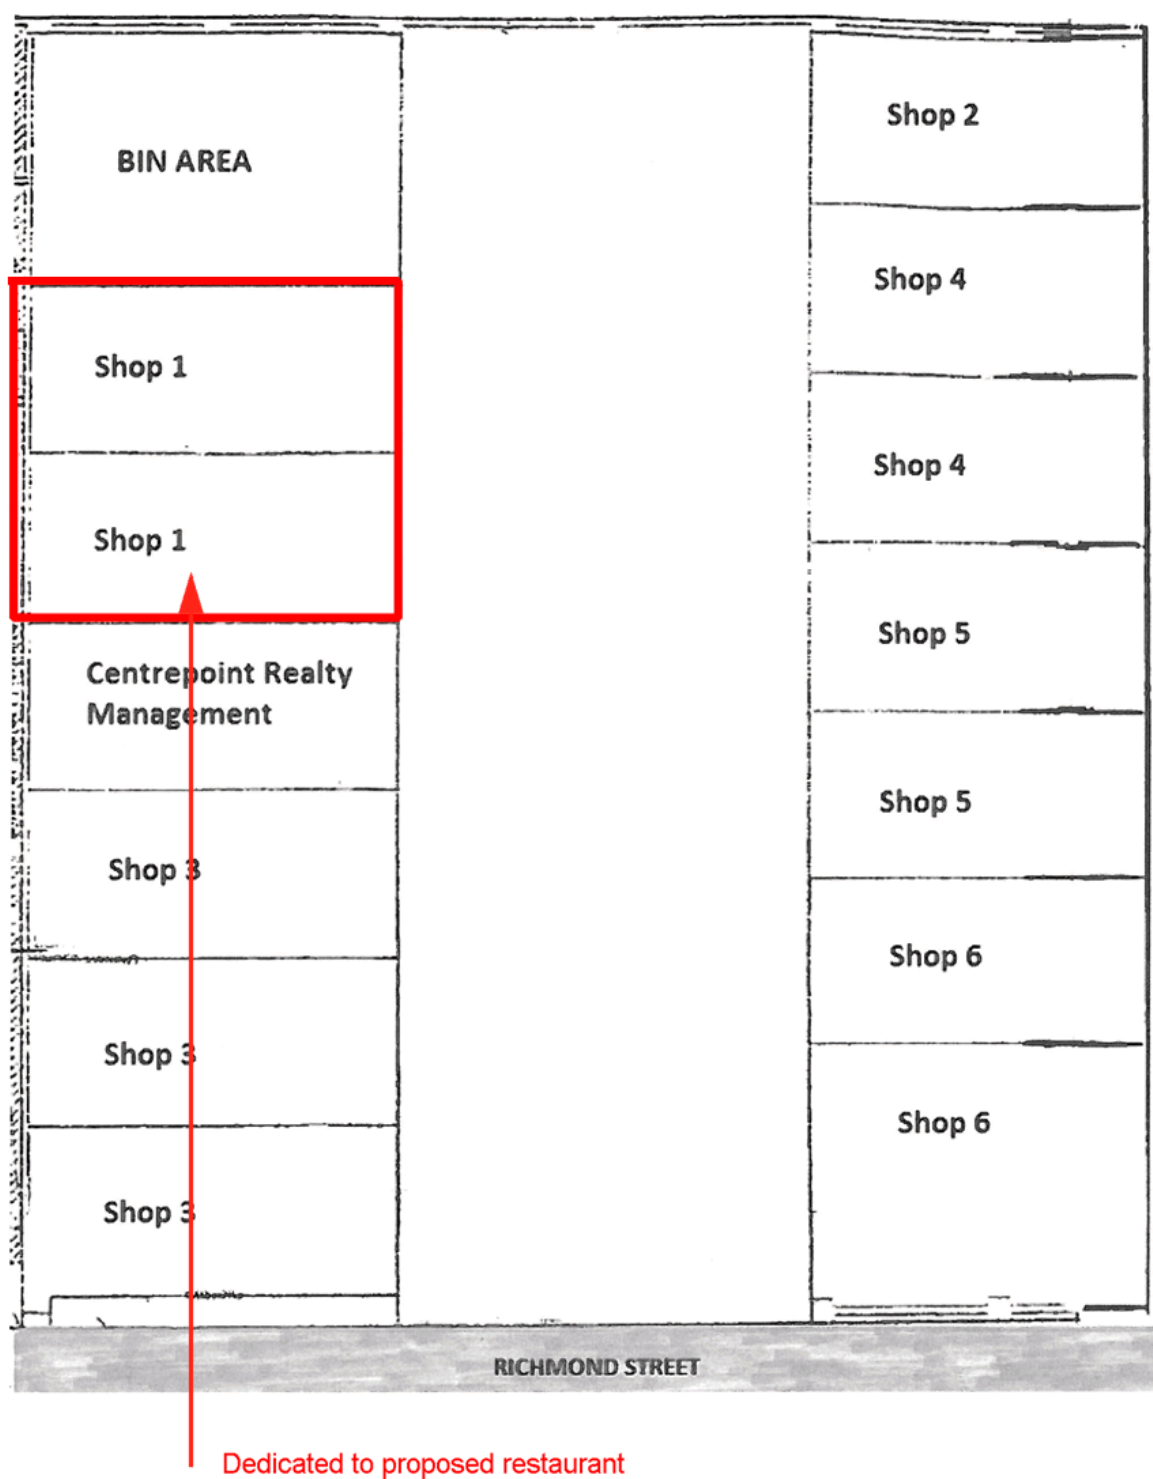 BIN AREA
Shop 1
Shop 1
Centrepoint Realty
Management
Shop 3
Shop 3
Shop 3
Shop 2
Shop 4
Shop 4
Shop 5
Shop 5
Shop 6
Shop 6
RICHMOND STREET
Dedicated to proposed restaurant